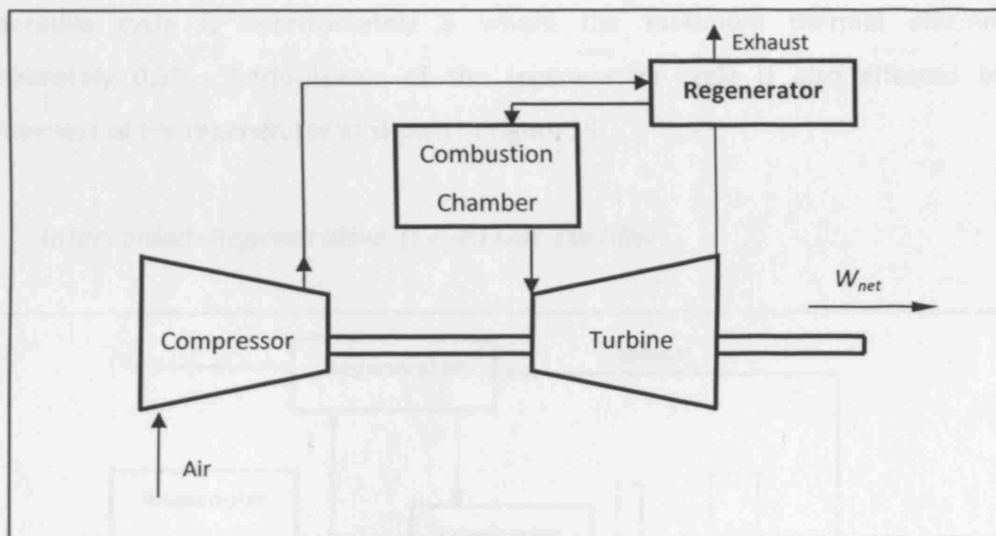 Exhaust
Regenerator
Combustion
Chamber
W_net
Compressor
Turbine
Air